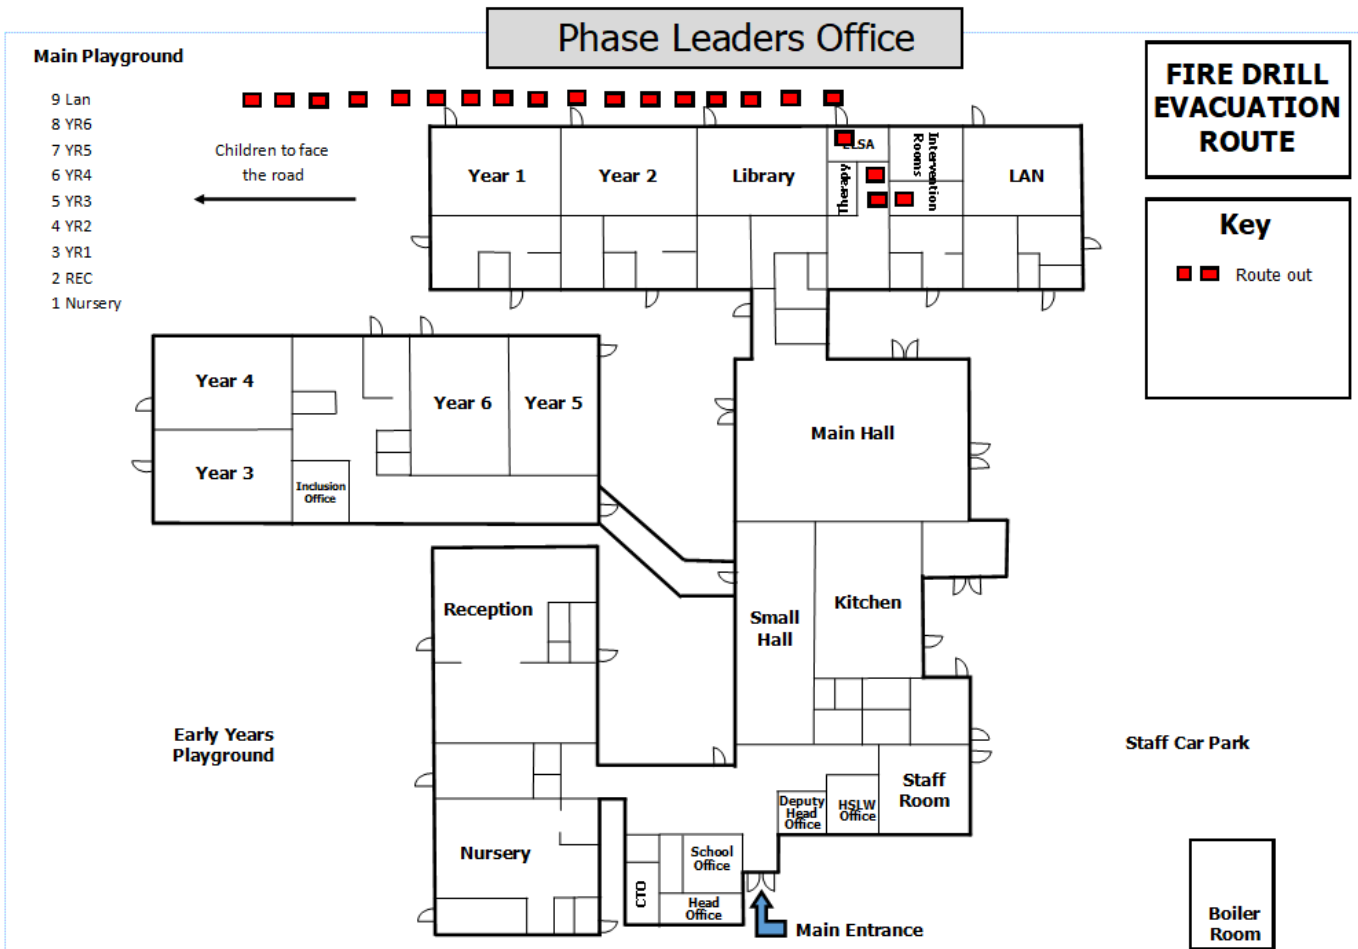 Phase Leaders Office
Main Playground
9 Lan
8 YR6
7 YR5
6 YR4
5 YR3
4 YR2
3 YR1
2 REC
1 Nursery
Children to face
the road
FIRE DRILL
EVACUATION
ROUTE
Key
Route out
Year 1
Year 2
Library
ELSA
Therapy
Intervention
Rooms
LAN
Year 4
Year 3
Inclusion
Office
Year 6
Year 5
Main Hall
Reception
Small
Hall
Kitchen
Early Years
Playground
Staff Car Park
Staff
Room
Deputy
Head
Office
HSLW
Office
Nursery
School
Office
CTO
Head
Office
Main Entrance
Boiler
Room